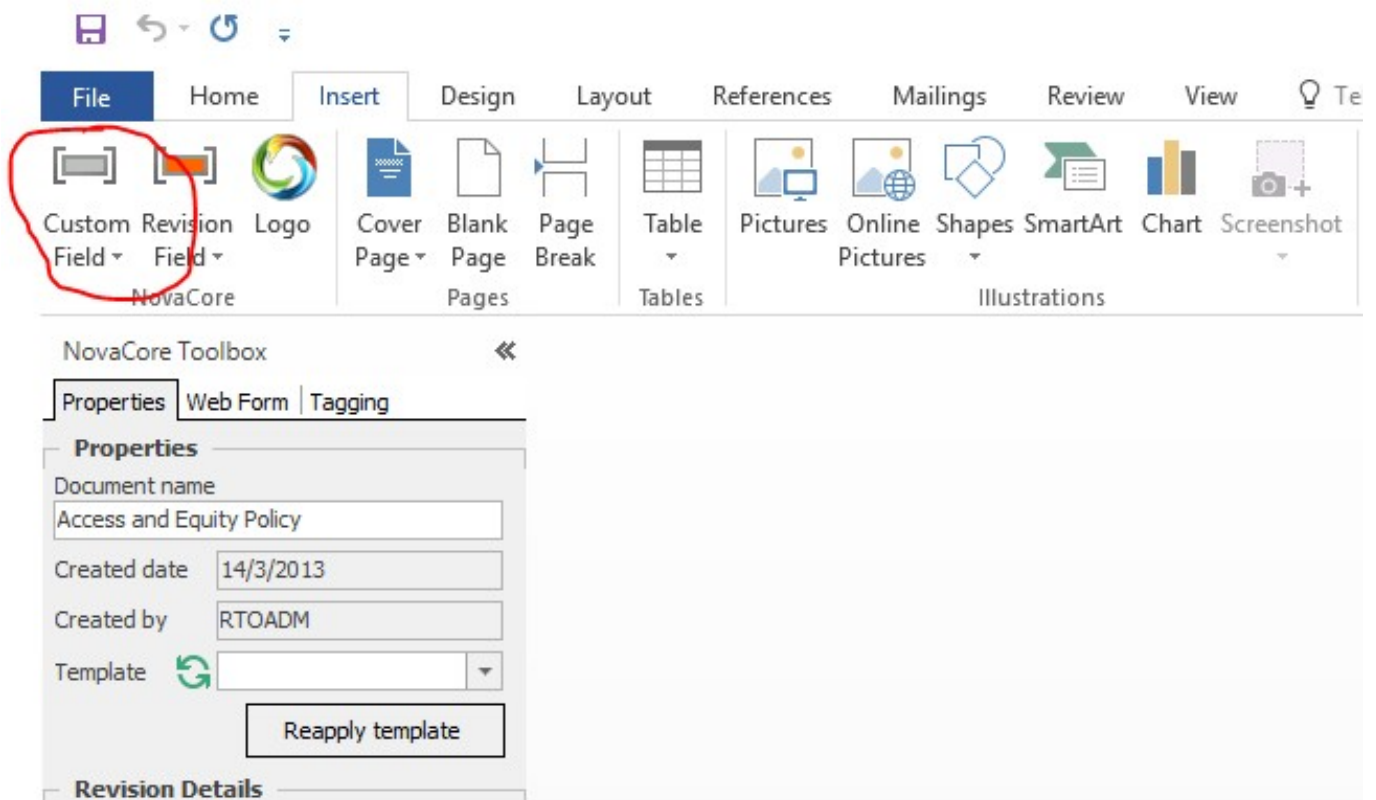 File Home Insert Design Layout References Mailings Review View Te
Custom Revision Logo Cover Blank Page Table Pictures Online Shapes SmartArt Chart Screenshot
Field Field Page Page Break Pictures
NovaCore Pages Tables Illustrations
NovaCore Toolbox
Properties Web Form Tagging
Properties
Document name
Access and Equity Policy
Created date 14/3/2013
Created by RTOADM
Template
Reapply template
Revision Details